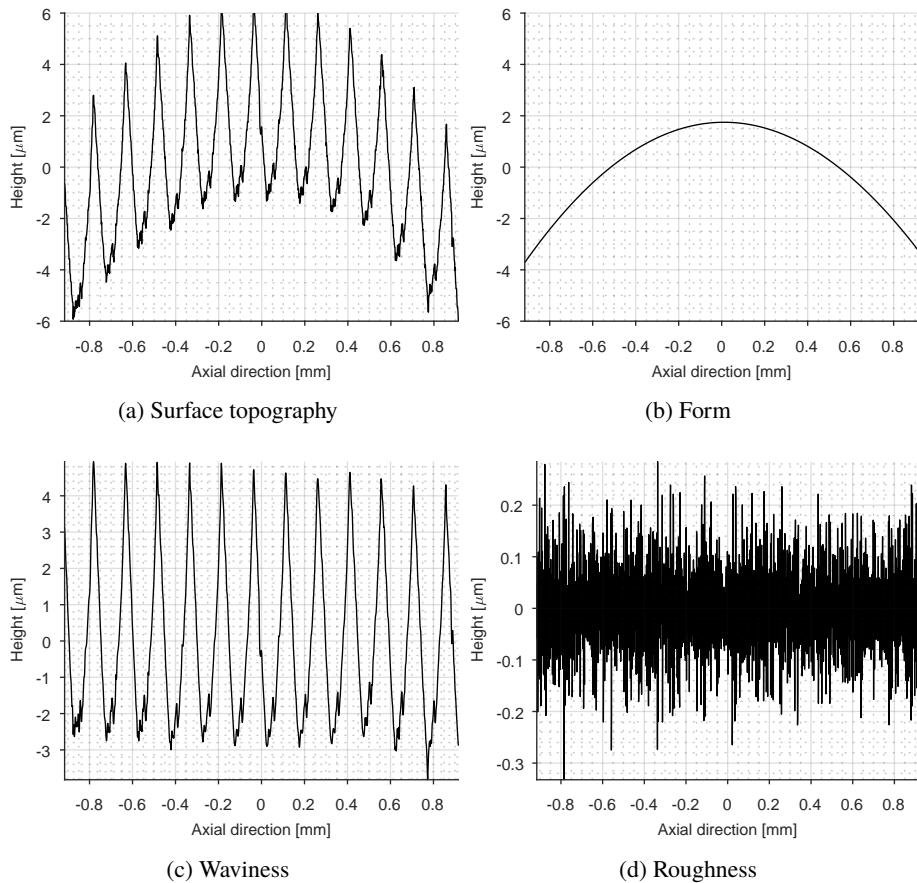 6
4
2
0
-2
-4
-6
Height [μm]
-0.8 -0.6 -0.4 -0.2 0 0.2 0.4 0.6 0.8
Axial direction [mm]
(a) Surface topography
6
4
2
0
-2
-4
-6
Height [μm]
-0.8 -0.6 -0.4 -0.2 0 0.2 0.4 0.6 0.8
Axial direction [mm]
(b) Form
4
3
2
1
0
-1
-2
-3
Height [μm]
-0.8 -0.6 -0.4 -0.2 0 0.2 0.4 0.6 0.8
Axial direction [mm]
(c) Waviness
0.2
0.1
0
-0.1
-0.2
-0.3
Height [μm]
-0.8 -0.6 -0.4 -0.2 0 0.2 0.4 0.6 0.8
Axial direction [mm]
(d) Roughness